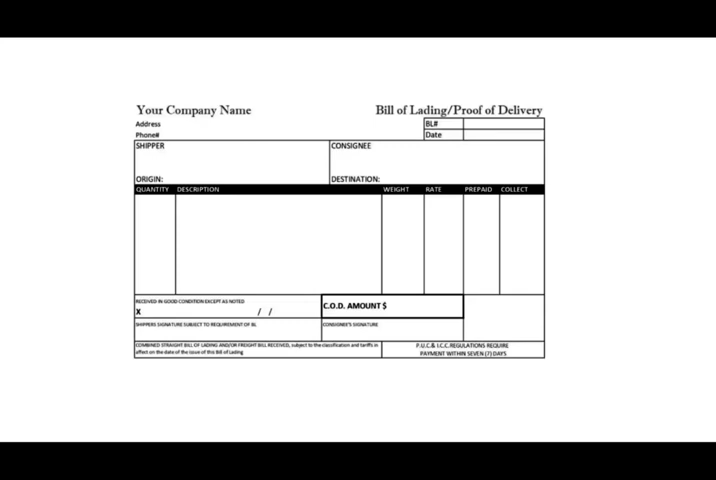 Your Company Name
Bill of Lading/Proof of Delivery
Address
BL#
Phone#
Date
SHIPPER
CONSIGNEE
ORIGIN:
DESTINATION:
QUANTITY DESCRIPTION WEIGHT RATE PREPAID COLLECT
RECEIVED IN GOOD CONDITION EXCEPT AS NOTED
C.O.D. AMOUNT $
X / /
SHIPPERS SIGNATURE SUBJECT TO REQUIREMENT OF BL
CONSIGNEE'S SIGNATURE
COMBINED STRAIGHT BILL OF LADING AND/OR FREIGHT BILL RECEIVED, subject to the classification and tariffs in
affect on the date of the issue of this Bill of Lading
P.U.C.& I.C.C.REGULATIONS REQUIRE
PAYMENT WITHIN SEVEN (7) DAYS